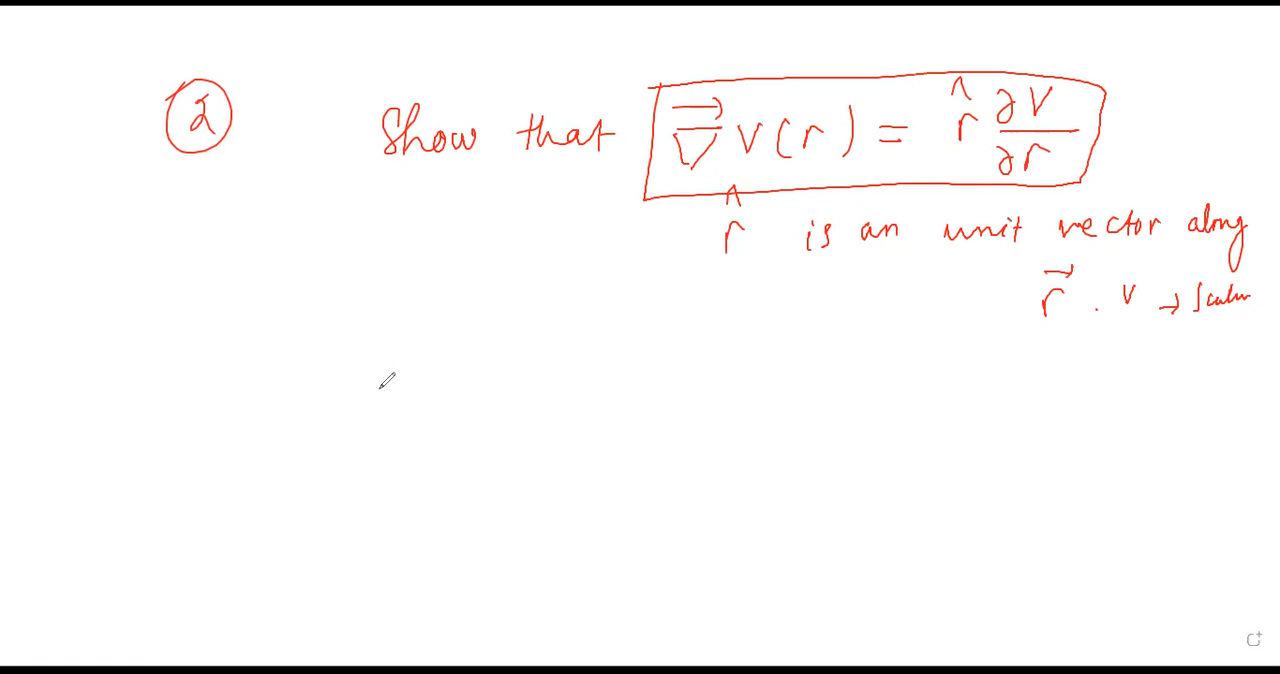 ② Show that ∇⃗ V(r) = r̂ ∂V/∂r
r̂ is an unit vector along
r⃗ . V → Scalar